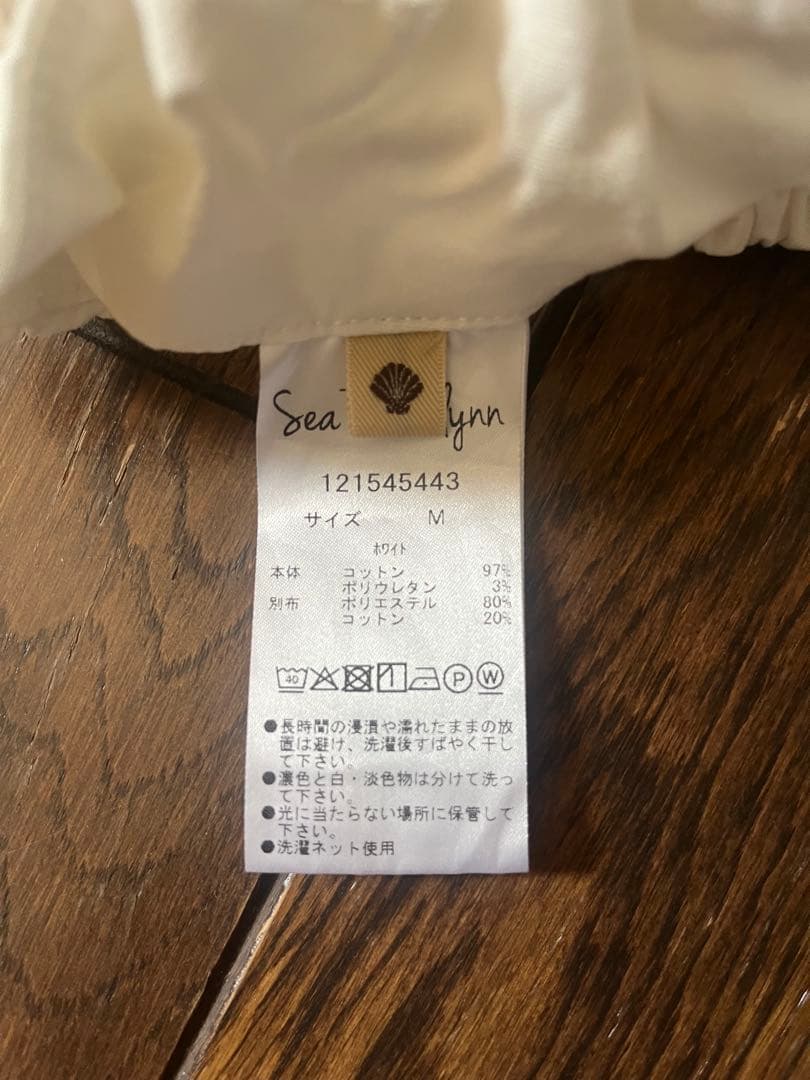 Sea
121545443
サイズ M
ﾎﾜｲﾄ
本体 コットン 97%
ポリウレタン 3%
別布 ポリエステル 80%
コットン 20%
40 P W
●長時間の浸漬や濡れたままの放
置は避け、洗濯後すばやく干し
て下さい。
●濃色と白・淡色物は分けて洗っ
て下さい。
●光に当たらない場所に保管して
下さい。
●洗濯ネット使用